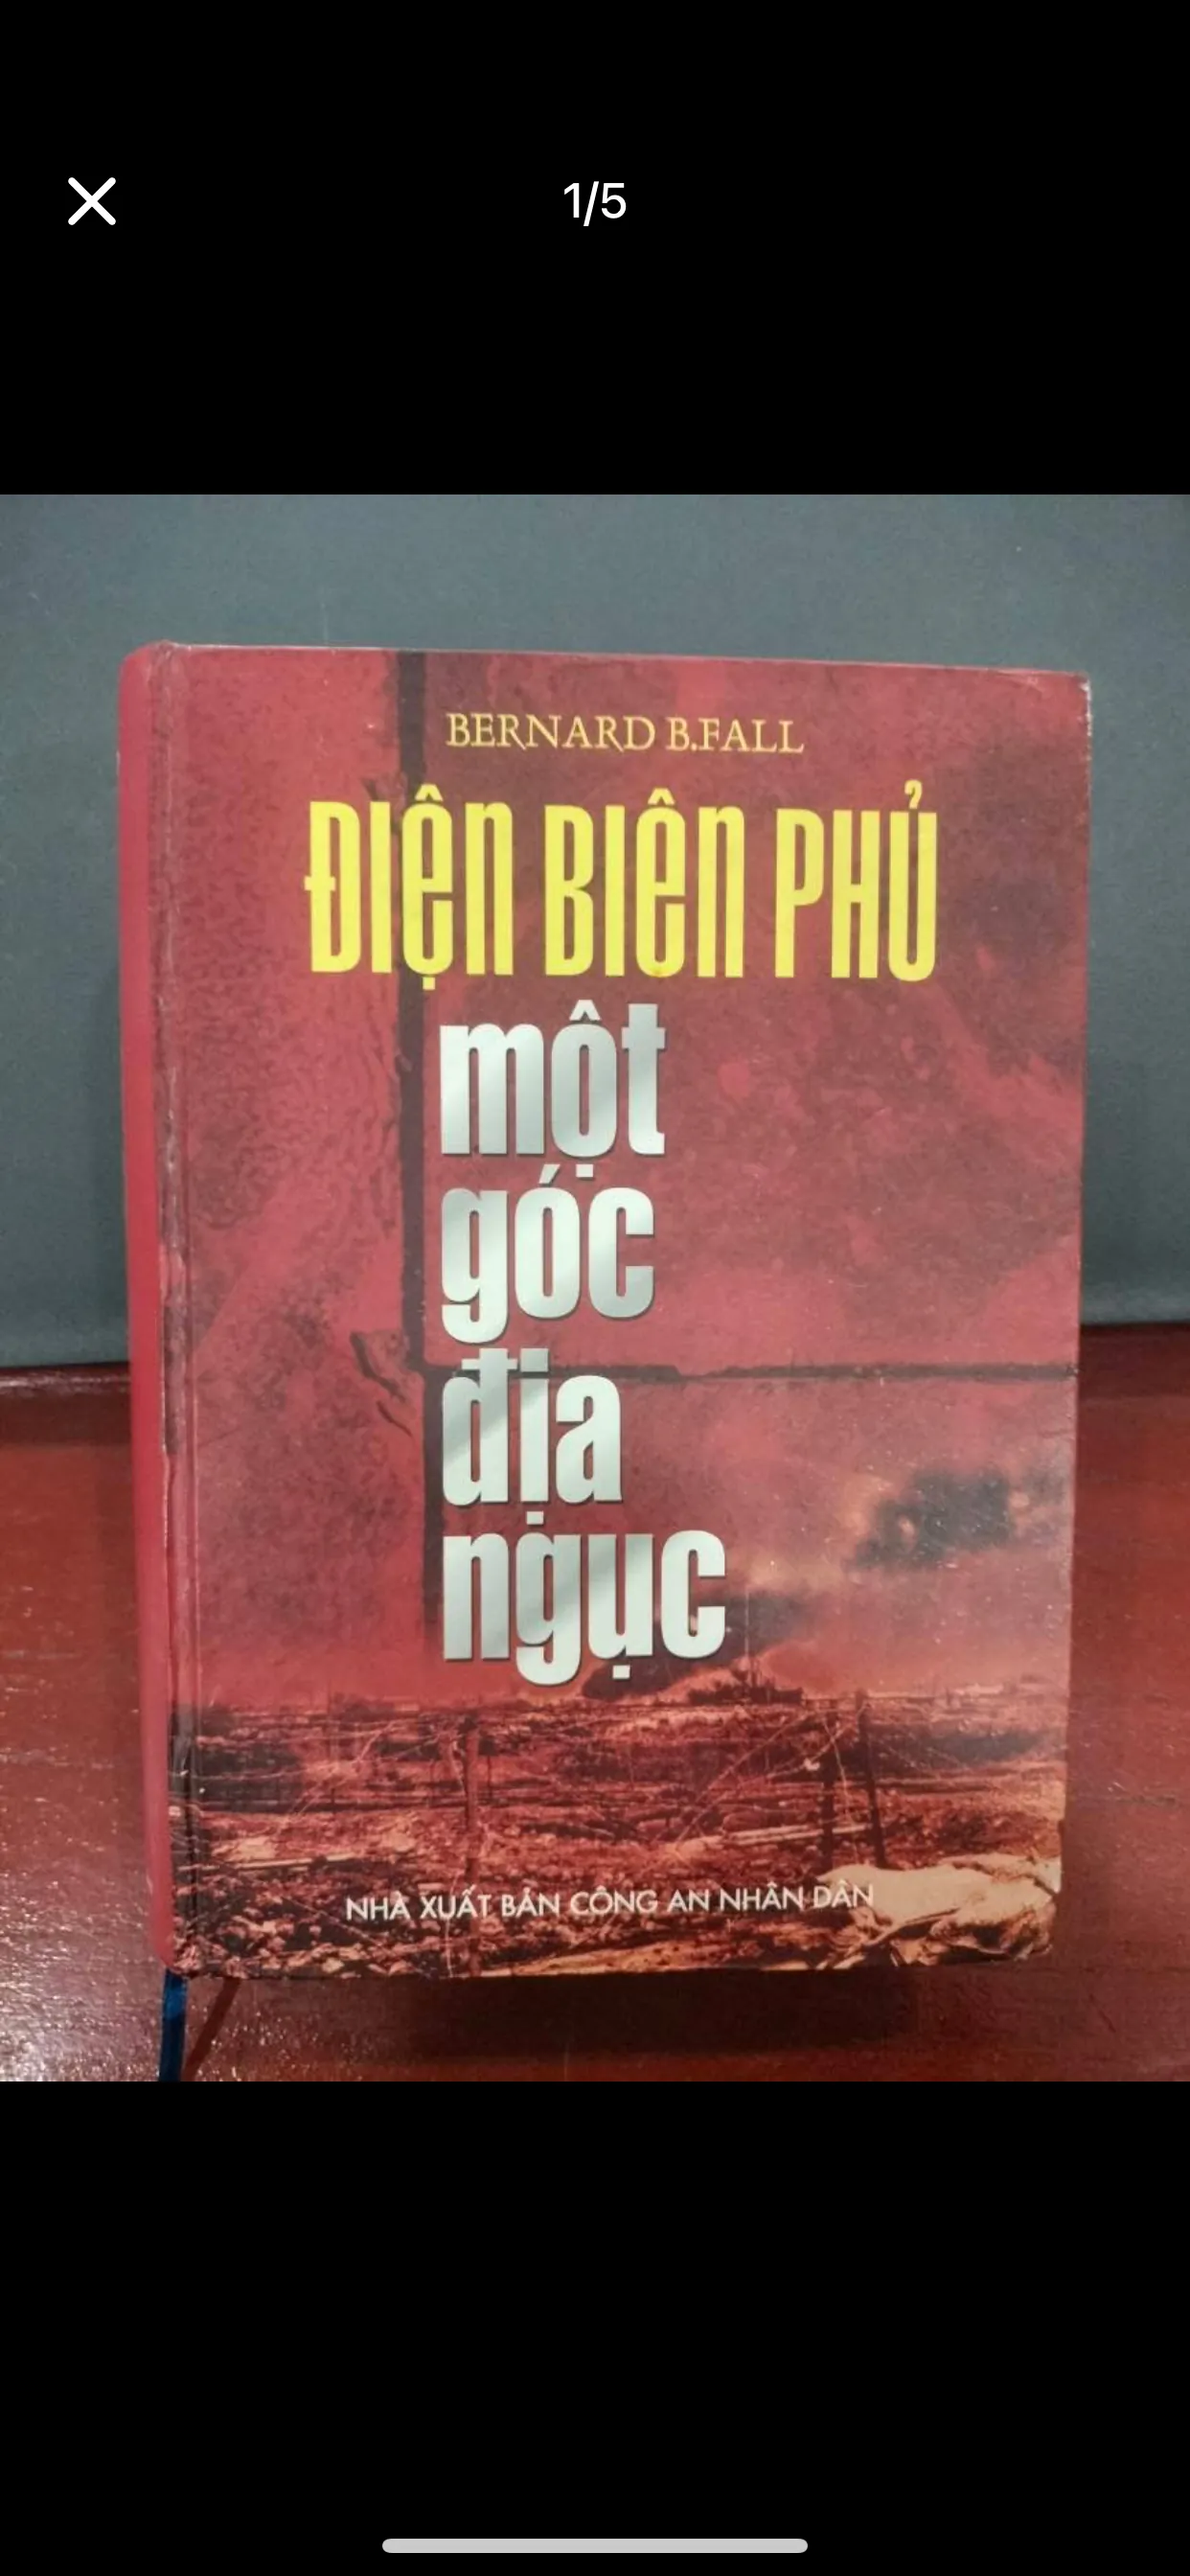 1/5
BERNARD B.FALL
ĐIỆN BIÊN PHỦ
một
góc
địa
ngục
NHÀ XUẤT BẢN CÔNG AN NHÂN DÂN